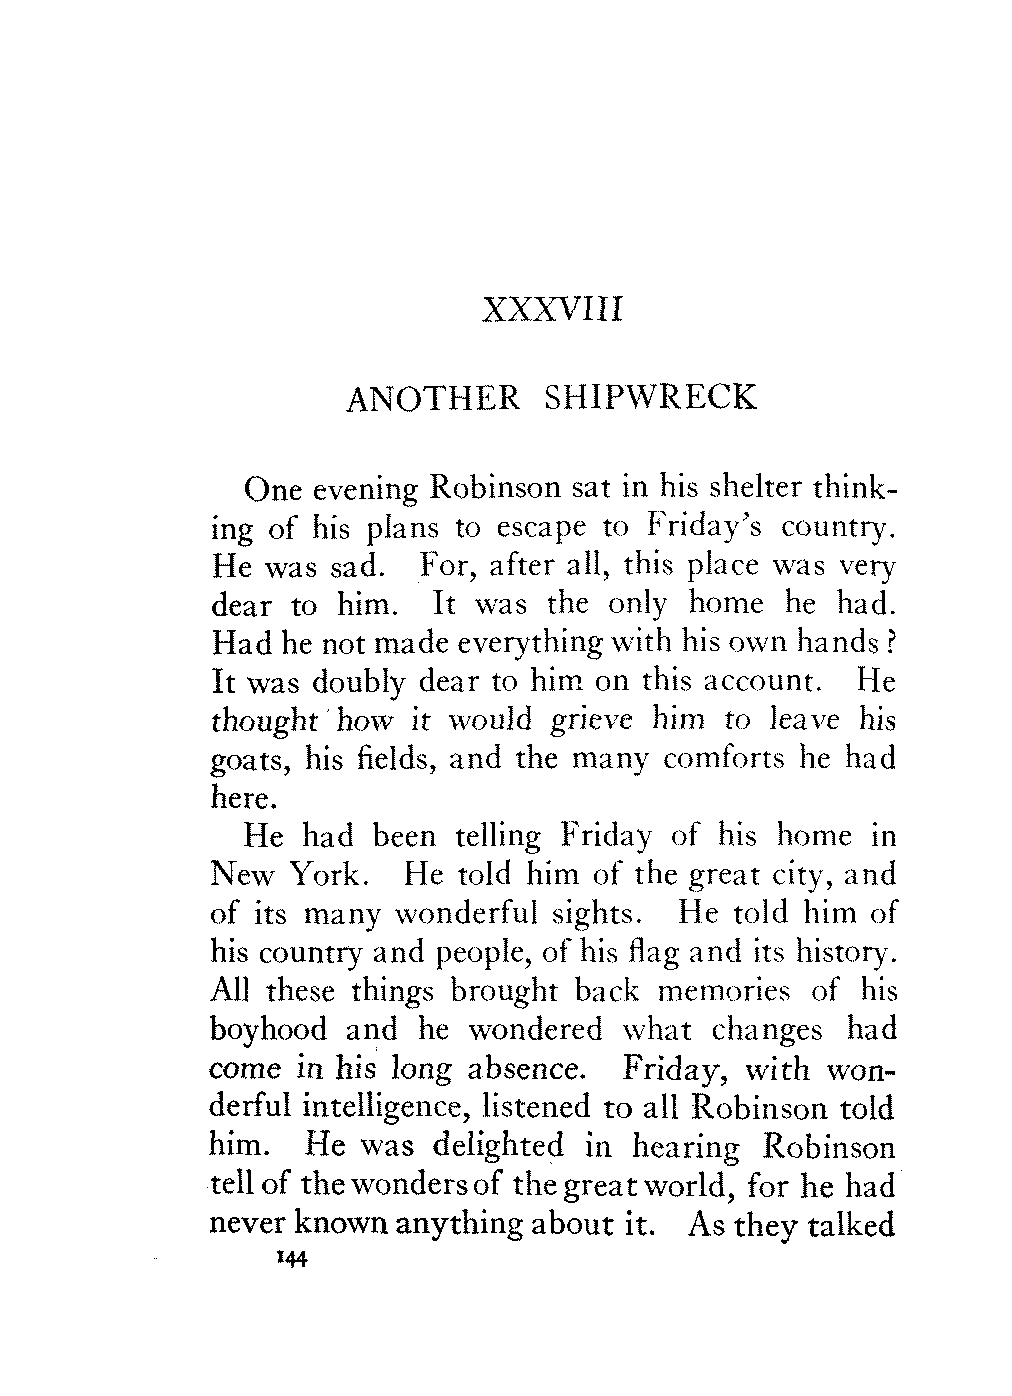 XXXVIII
ANOTHER SHIPWRECK
One evening Robinson sat in his shelter think-
ing of his plans to escape to Friday's country.
He was sad. For, after all, this place was very
dear to him. It was the only home he had.
Had he not made everything with his own hands?
It was doubly dear to him on this account. He
thought how it would grieve him to leave his
goats, his fields, and the many comforts he had
here.
He had been telling Friday of his home in
New York. He told him of the great city, and
of its many wonderful sights. He told him of
his country and people, of his flag and its history.
All these things brought back memories of his
boyhood and he wondered what changes had
come in his long absence. Friday, with won-
derful intelligence, listened to all Robinson told
him. He was delighted in hearing Robinson
tell of the wonders of the great world, for he had
never known anything about it. As they talked
144